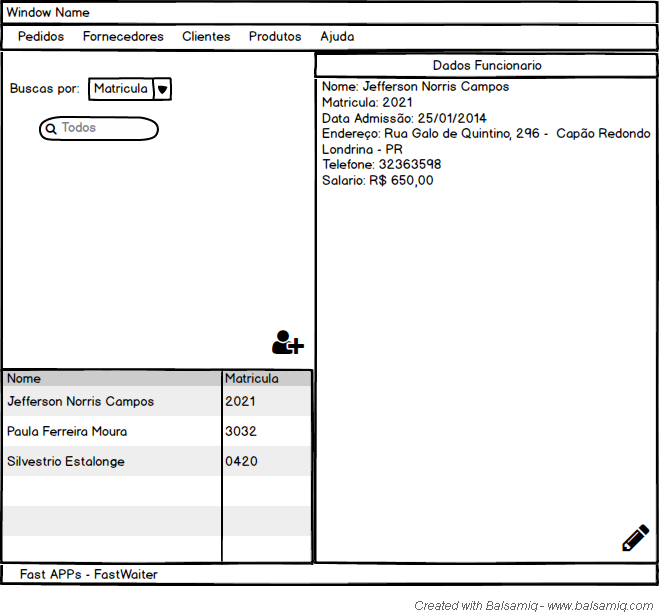 Window Name
Pedidos Fornecedores Clientes Produtos Ajuda
Buscas por: Matricula
Todos
Dados Funcionario
Nome: Jefferson Norris Campos
Matricula: 2021
Data Admissão: 25/01/2014
Endereço: Rua Galo de Quintino, 296 - Capão Redondo
Londrina - PR
Telefone: 32363598
Salario: R$ 650,00
Nome Matricula
Jefferson Norris Campos 2021
Paula Ferreira Moura 3032
Silvestrio Estalonge 0420
Fast APPs - FastWaiter
Created with Balsamiq - www.balsamiq.com